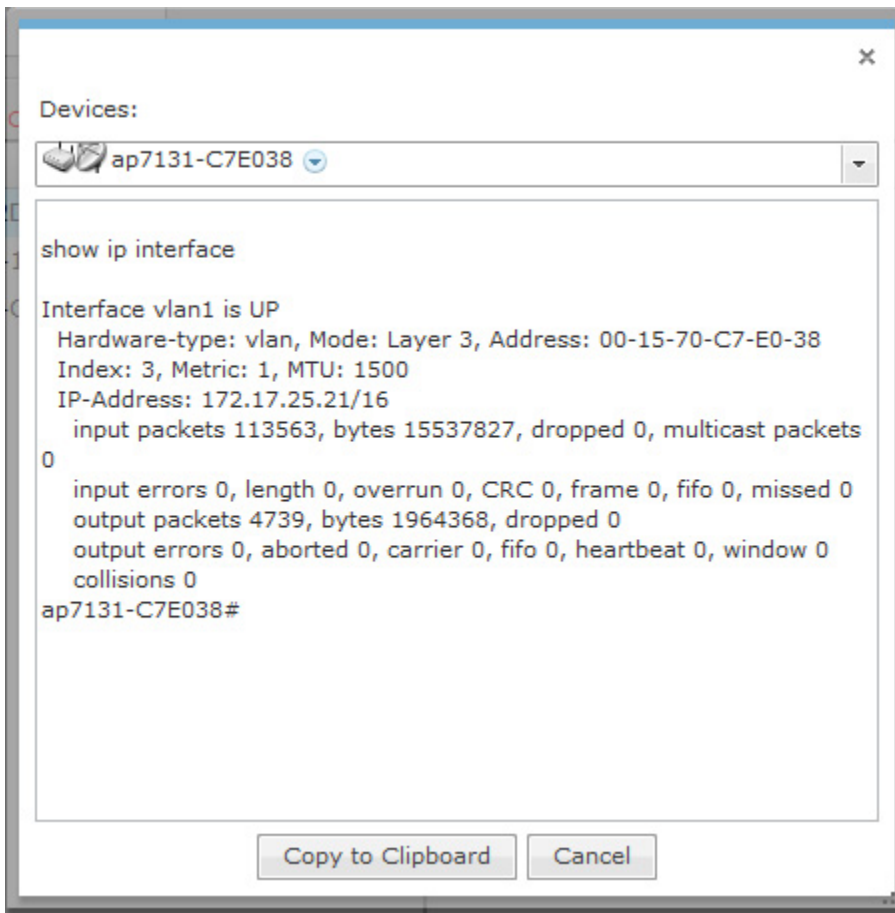 Devices:
ap7131-C7E038
show ip interface
Interface vlan1 is UP
Hardware-type: vlan, Mode: Layer 3, Address: 00-15-70-C7-E0-38
Index: 3, Metric: 1, MTU: 1500
IP-Address: 172.17.25.21/16
input packets 113563, bytes 15537827, dropped 0, multicast packets
0
input errors 0, length 0, overrun 0, CRC 0, frame 0, fifo 0, missed 0
output packets 4739, bytes 1964368, dropped 0
output errors 0, aborted 0, carrier 0, fifo 0, heartbeat 0, window 0
collisions 0
ap7131-C7E038#
Copy to Clipboard
Cancel